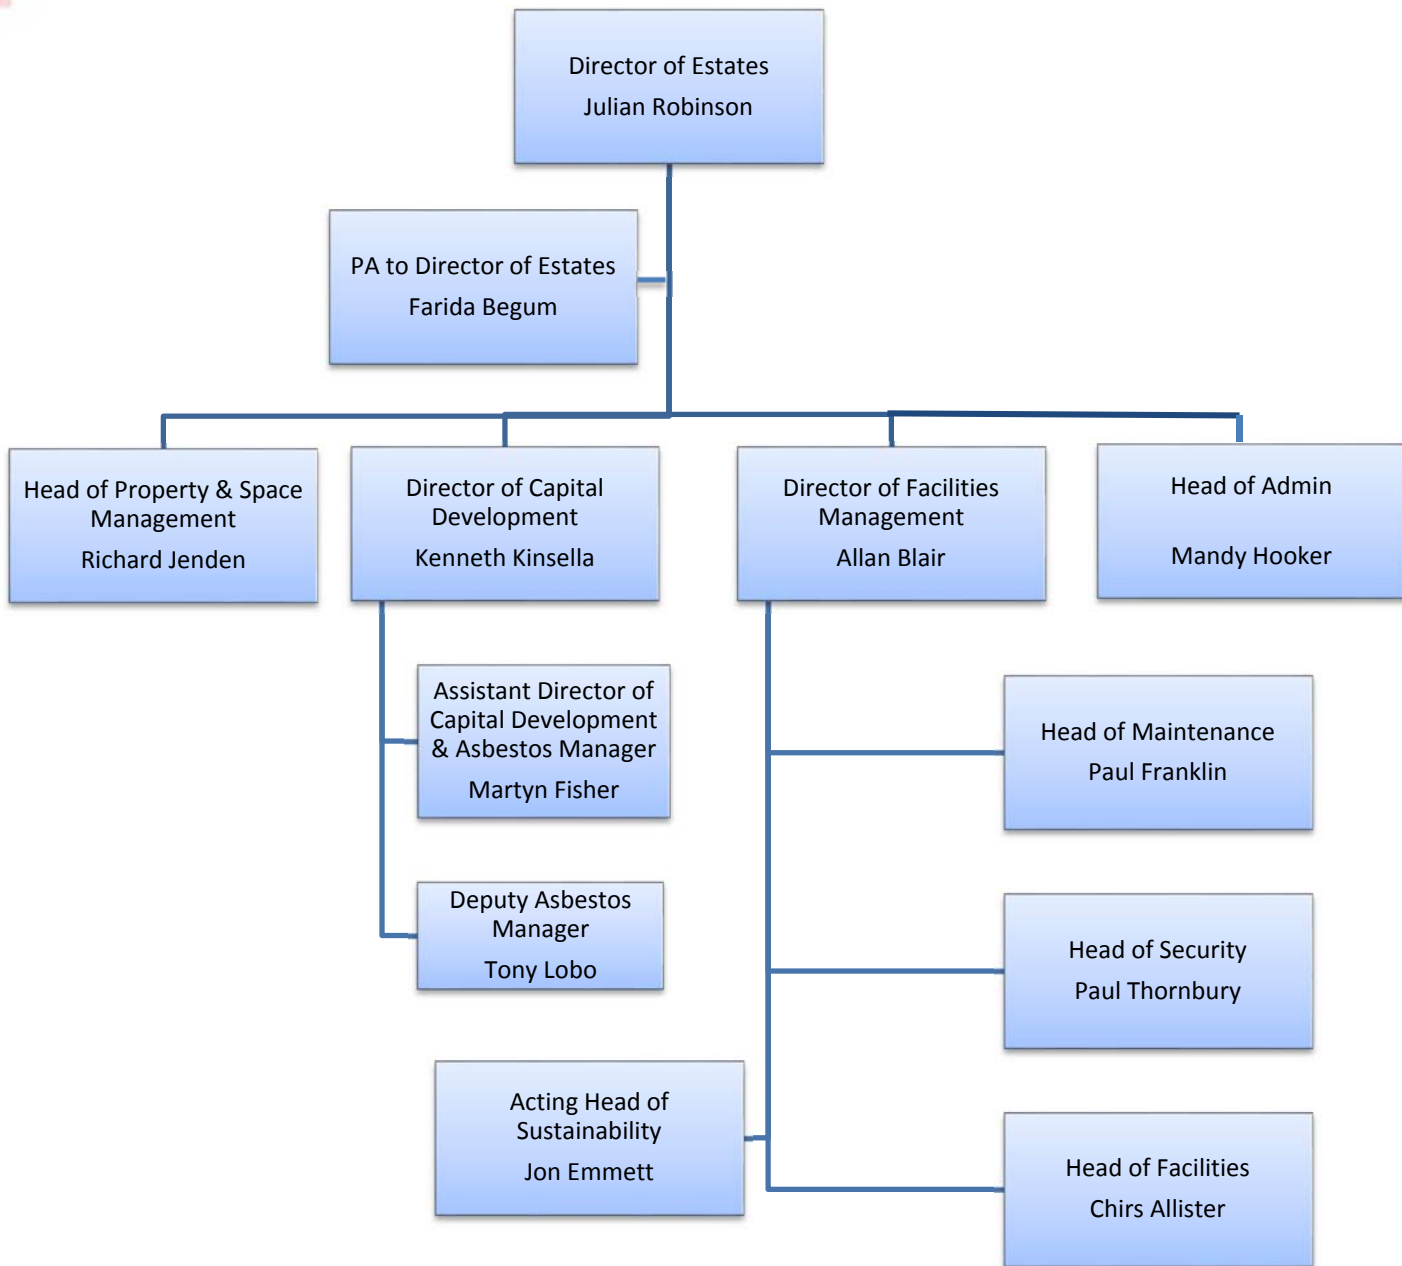 Director of Estates
Julian Robinson
PA to Director of Estates
Farida Begum
Head of Property & Space
Management
Richard Jenden
Director of Capital
Development
Kenneth Kinsella
Director of Facilities
Management
Allan Blair
Head of Admin
Mandy Hooker
Assistant Director of
Capital Development
& Asbestos Manager
Martyn Fisher
Deputy Asbestos
Manager
Tony Lobo
Head of Maintenance
Paul Franklin
Head of Security
Paul Thornbury
Acting Head of
Sustainability
Jon Emmett
Head of Facilities
Chirs Allister